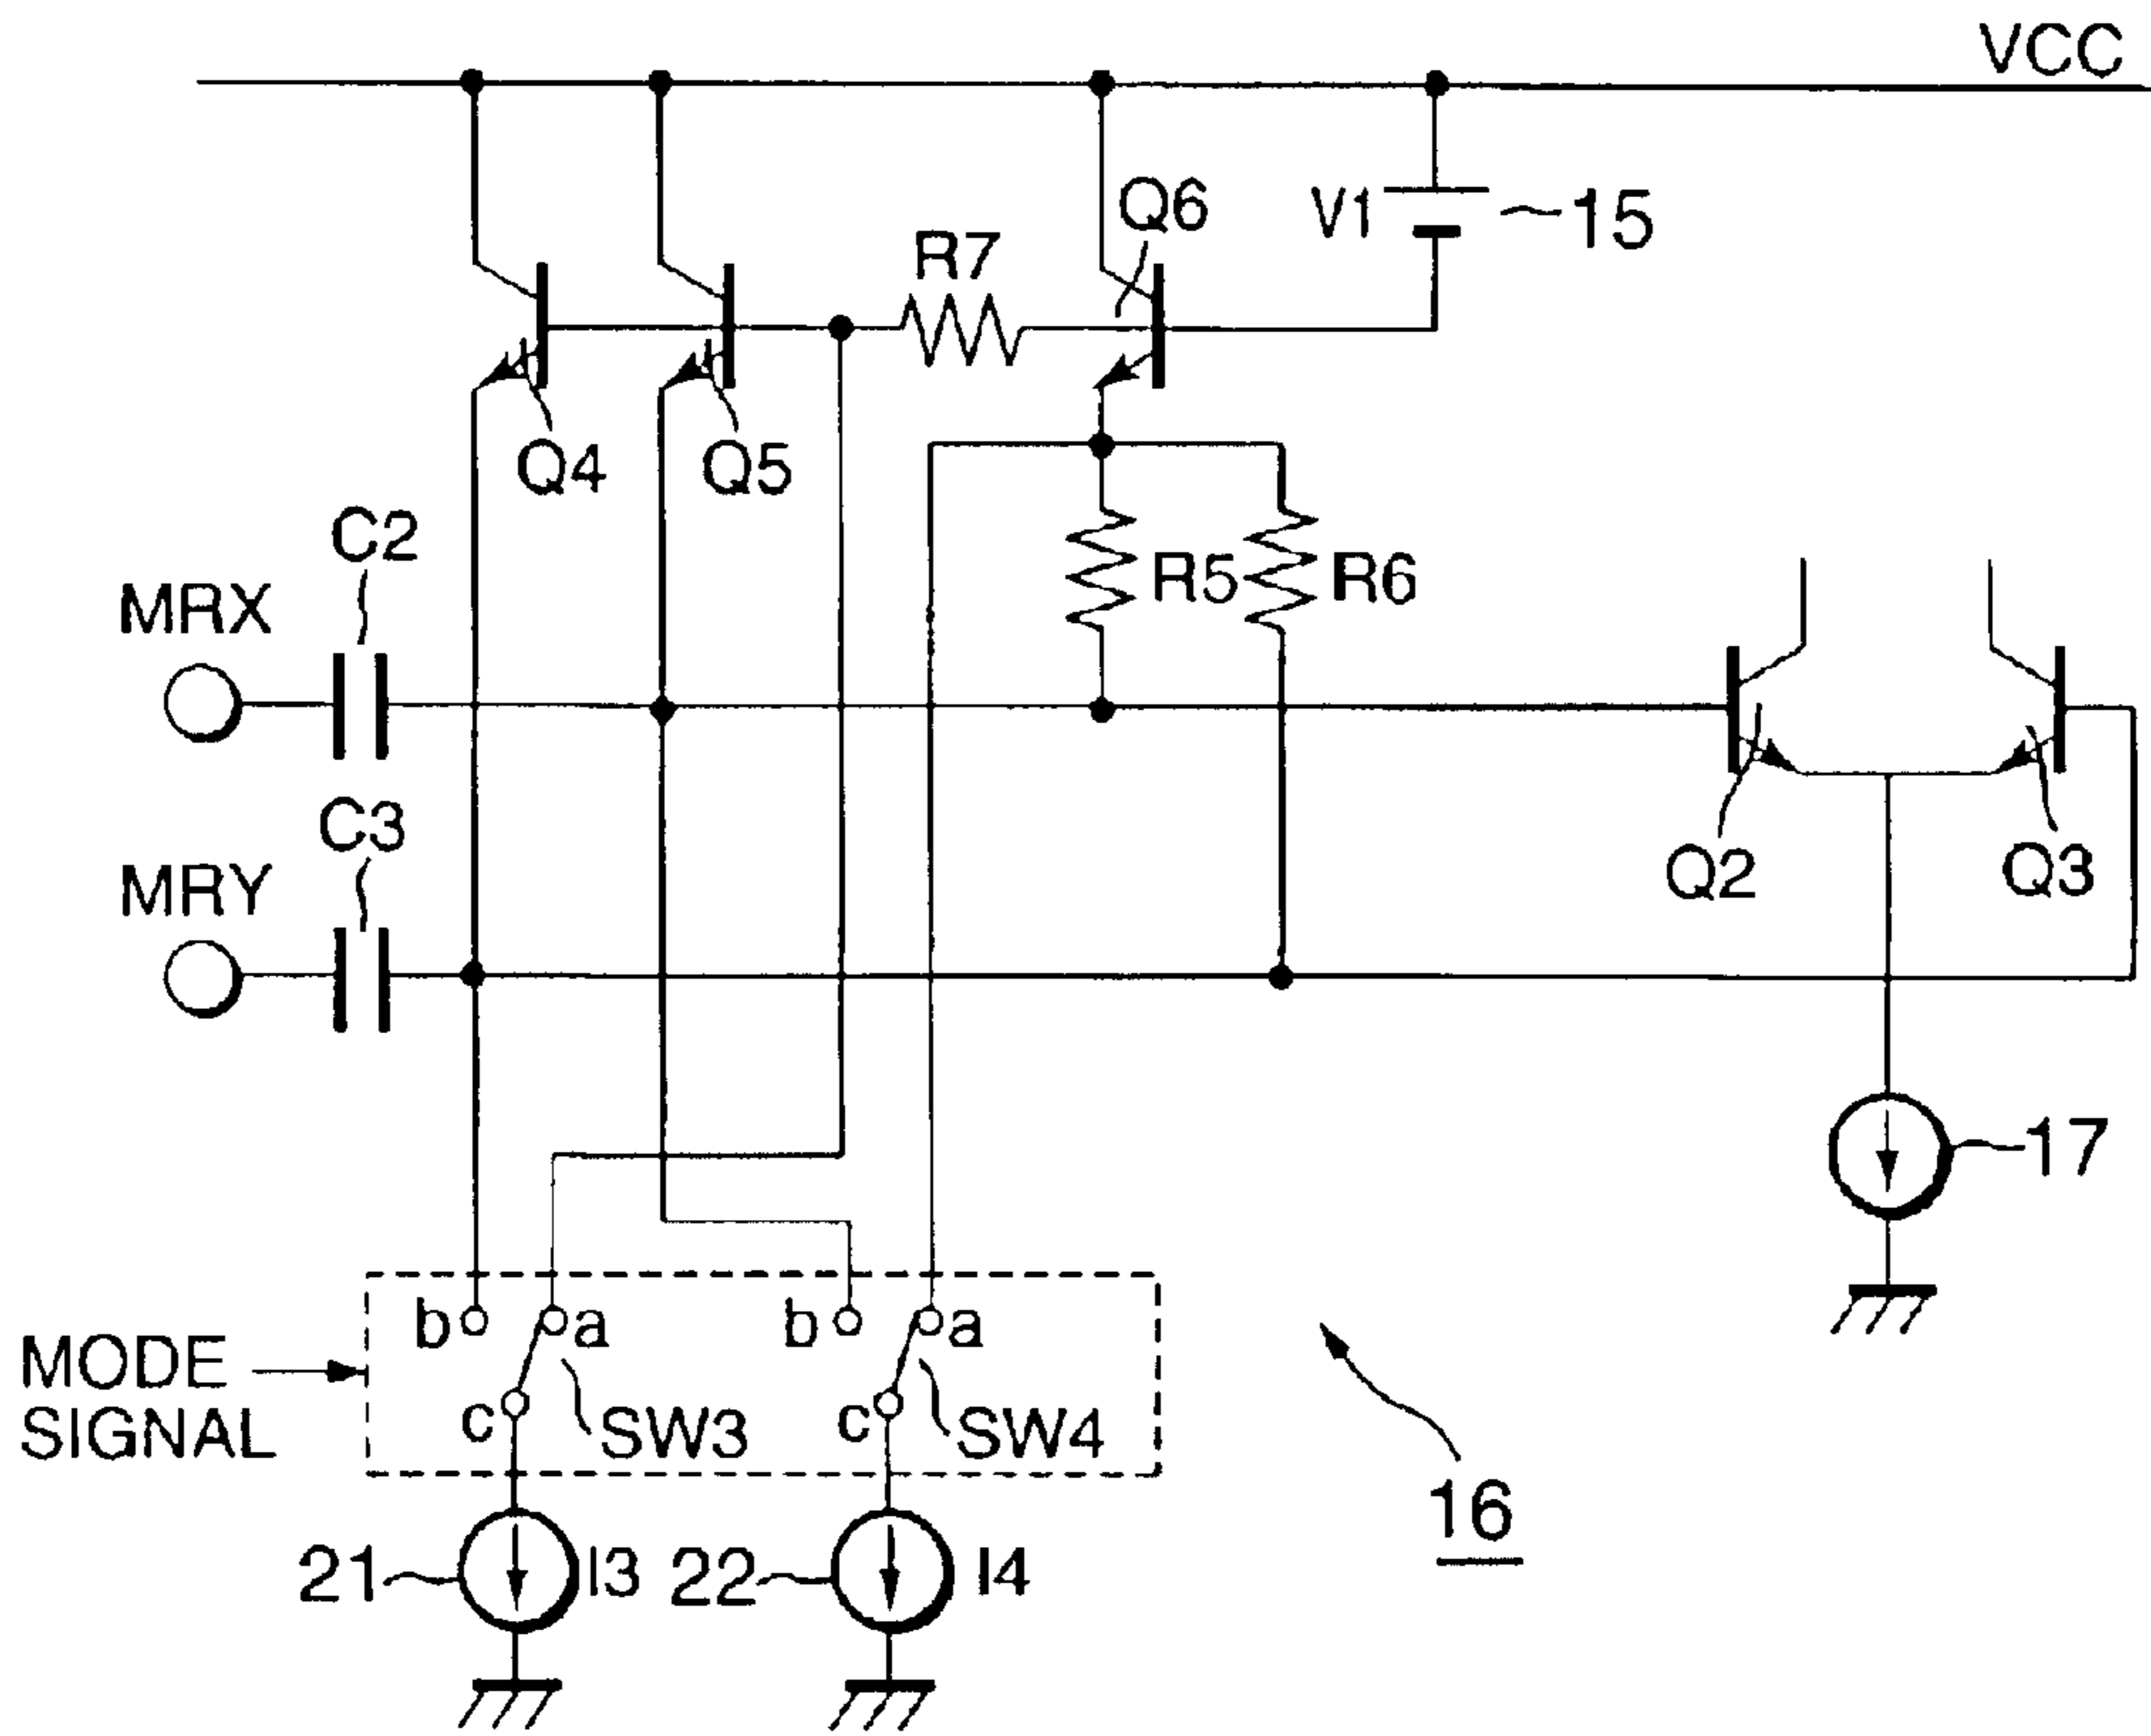 VCC
Q6
V1
15
R7
Q4
Q5
C2
R5
R6
MRX
C3
MRY
Q2
Q3
17
b
a
b
a
MODE
SIGNAL
c
SW3
c
SW4
16
21
I3
22
I4